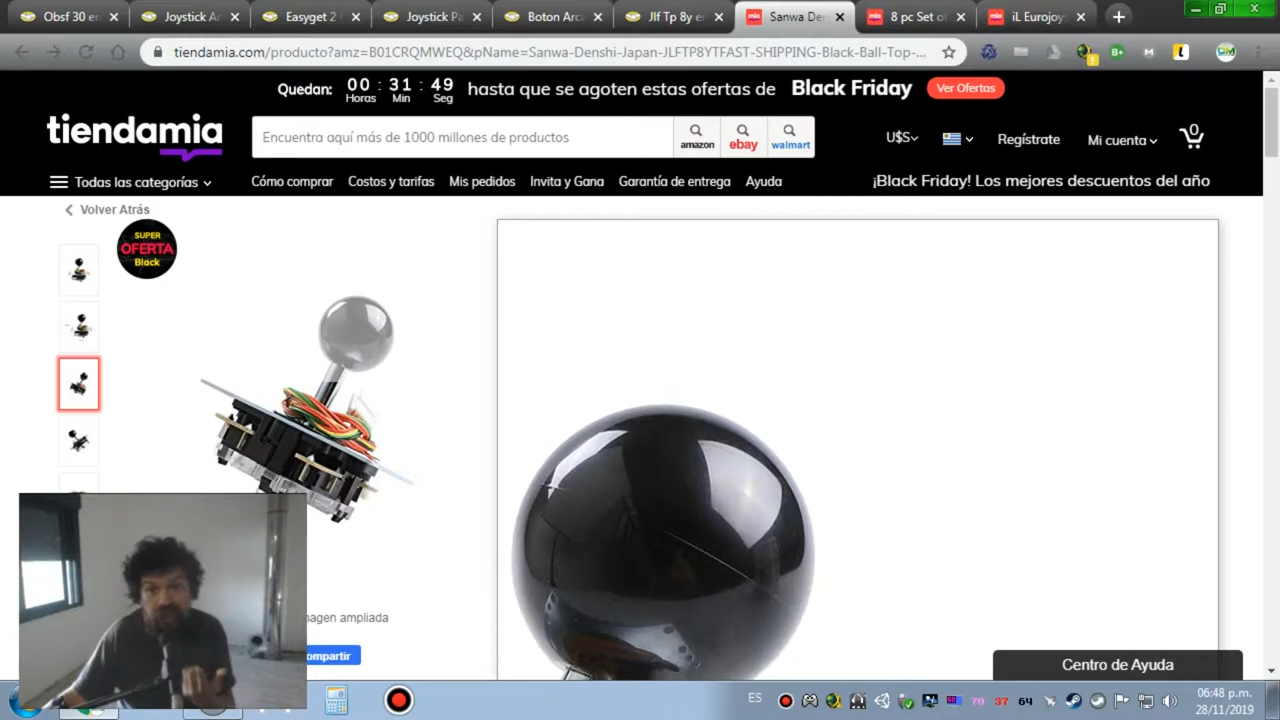 Obsf 30 en
Joystick Ar
Easyget 2
Joystick Pa
Boton Arca
Jlf Tp 8y en
Sanwa Den
8 pc Set of
iL Eurojoys
tiendamia.com/producto?amz=B01CRQMWEQ&pName=Sanwa-Denshi-Japan-JLFTP8YTFAST-SHIPPING-Black-Ball-Top-...
Quedan:
00 : 31 : 49
Horas Min Seg
hasta que se agoten estas ofertas de Black Friday
Ver Ofertas
tiendamia
Encuentra aquí más de 1000 millones de productos
amazon
ebay
walmart
U$S
Regístrate
Mi cuenta
0
Todas las categorías
Cómo comprar
Costos y tarifas
Mis pedidos
Invita y Gana
Garantía de entrega
Ayuda
¡Black Friday! Los mejores descuentos del año
Volver Atrás
SUPER
OFERTA
Black
magen ampliada
ompartir
Centro de Ayuda
ES
70
37
64
06:48 p.m.
28/11/2019